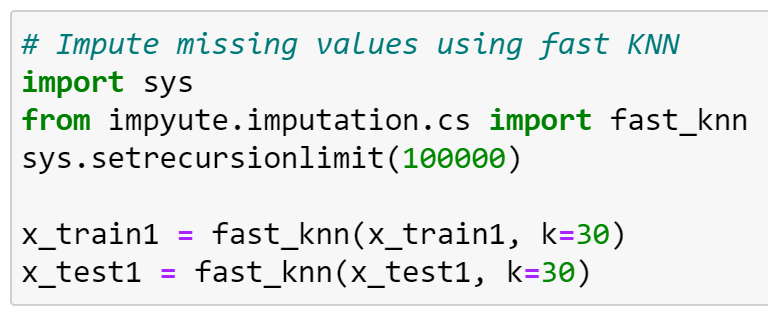 # Impute missing values using fast KNN
import sys
from impyute.imputation.cs import fast_knn
sys.setrecursionlimit(100000)
x_train1 = fast_knn(x_train1, k=30)
x_test1 = fast_knn(x_test1, k=30)